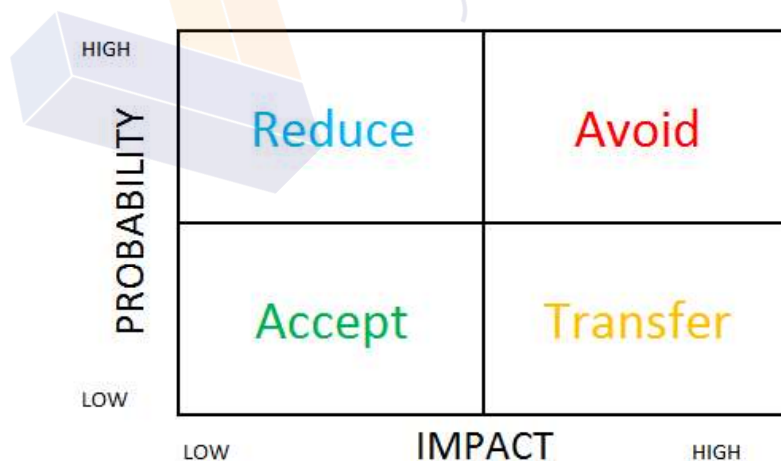 HIGH
Reduce
Avoid
PROBABILITY
Accept
Transfer
LOW
LOW
IMPACT
HIGH